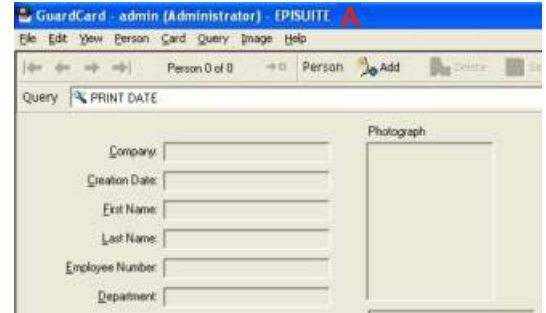 GuardCard - admin (Administrator) - EPISUITE A
File Edit View Person Card Query Image Help
Person 0 of 0 Person Add Delete
Query PRINT DATE
Photograph
Company:
Creation Date:
First Name:
Last Name:
Employee Number:
Department: